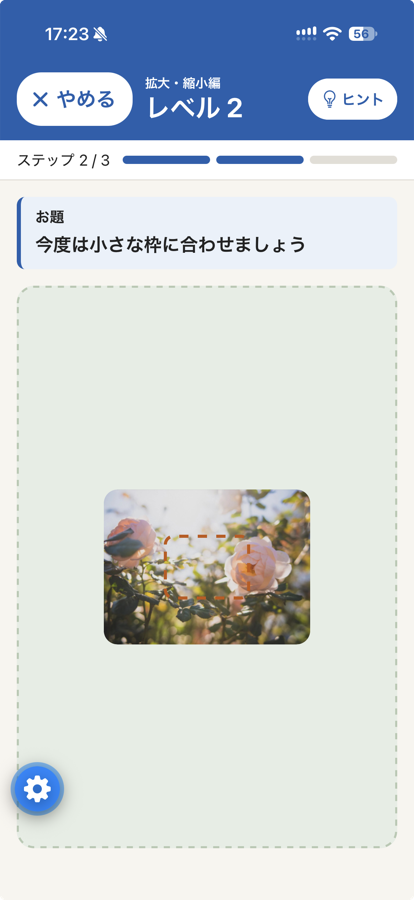 17:23
56
やめる
拡大・縮小編
レベル 2
ヒント
ステップ 2 / 3
お題
今度は小さな枠に合わせましょう